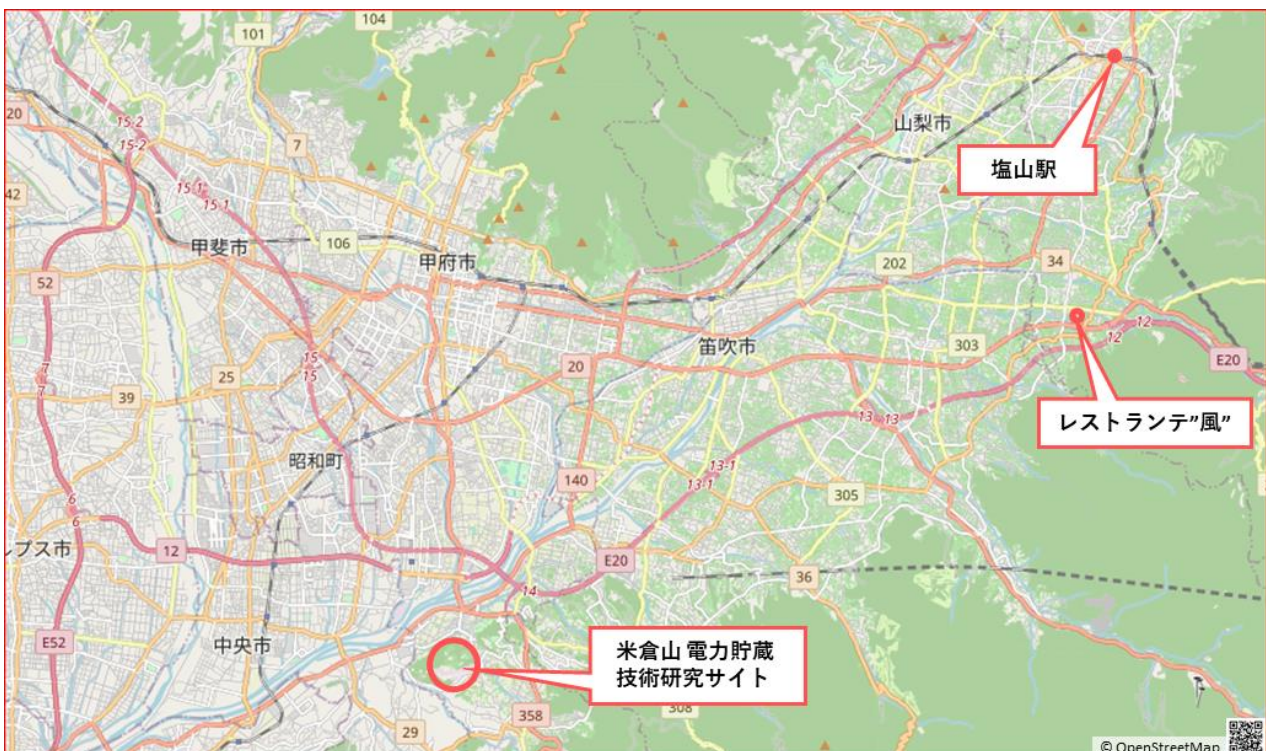 104
101
塩山駅
山梨市
20
15-2
15-2
7
42
15-1
15-1
106
甲斐市
甲府市
202
34
52
12
12
15
15
笛吹市
303
E20
20
7
7
25
39
13
13
レストランテ”風”
昭和町
13-1
13-1
140
305
6
6
ルプス市
12
E20
36
14
E52
中央市
米倉山 電力貯蔵
技術研究サイト
308
358
29
© OpenStreetMap